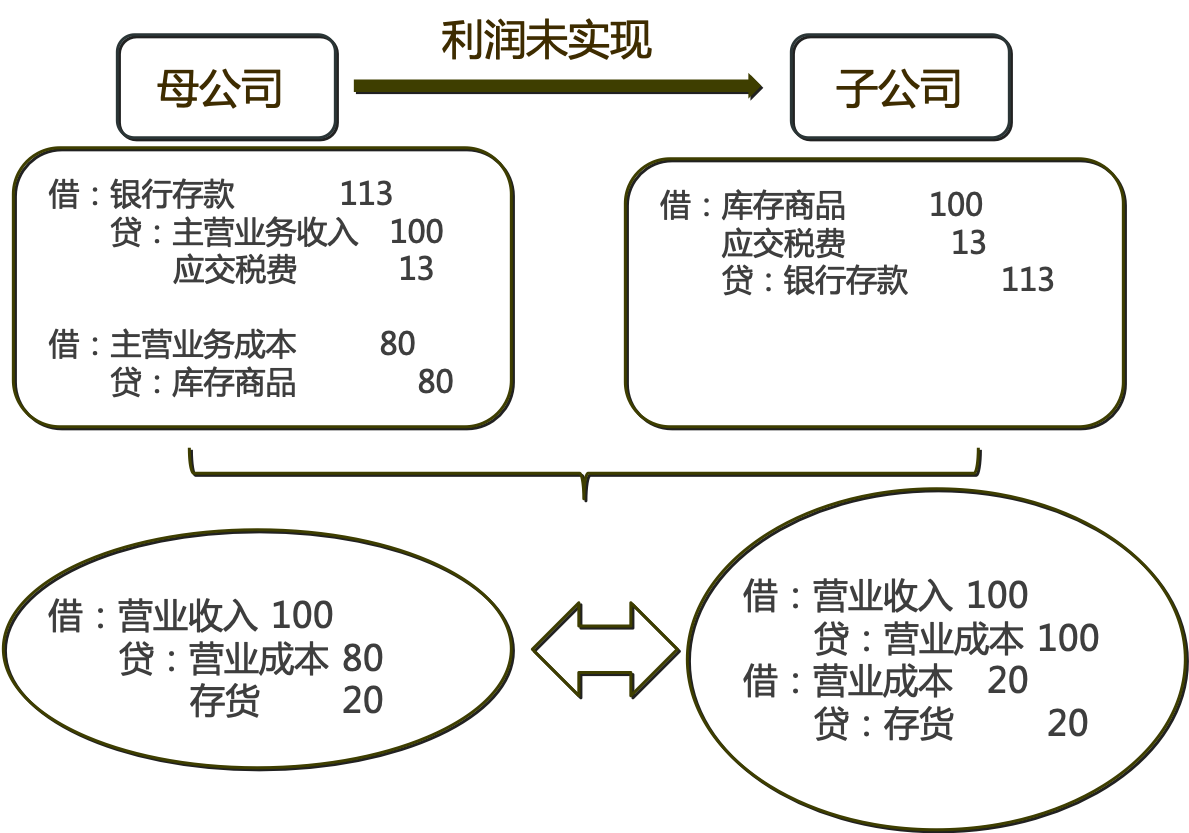 利润未实现
母公司
子公司
借：银行存款 113
贷：主营业务收入 100
应交税费 13
借：主营业务成本 80
贷：库存商品 80
借：库存商品 100
应交税费 13
贷：银行存款 113
借：营业收入 100
贷：营业成本 80
存货 20
借：营业收入 100
贷：营业成本 100
借：营业成本 20
贷：存货 20